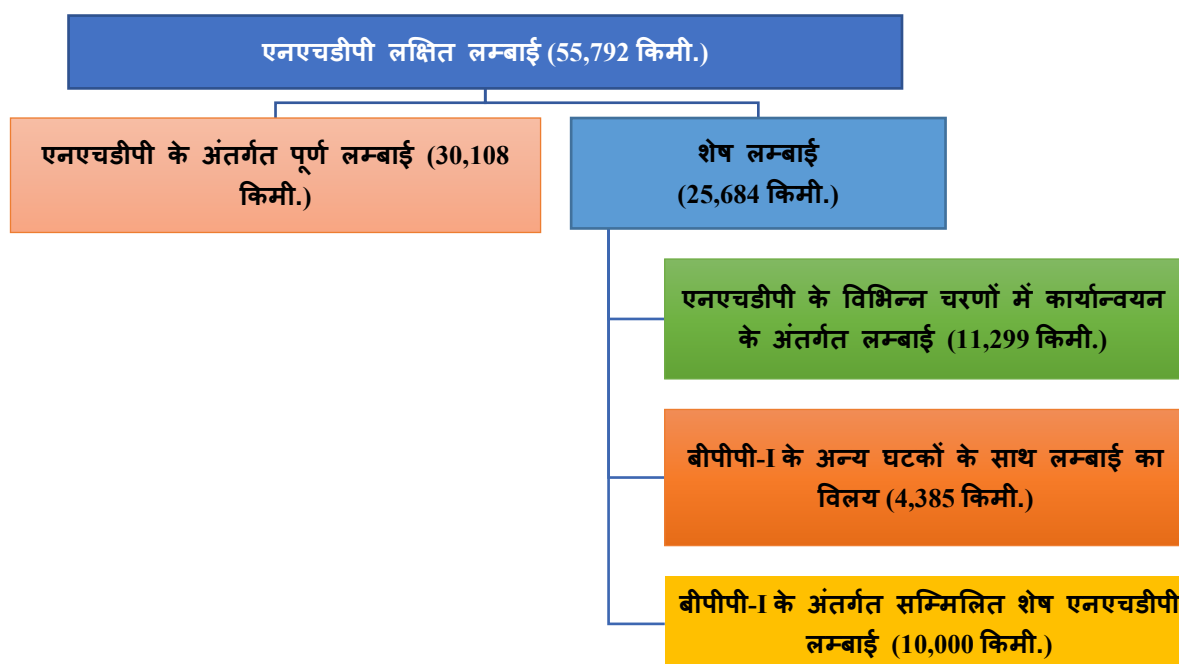 एनएचडीपी लक्षित लम्बाई (55,792 किमी.)
एनएचडीपी के अंतर्गत पूर्ण लम्बाई (30,108
किमी.)
शेष लम्बाई
(25,684 किमी.)
एनएचडीपी के विभिन्न चरणों में कार्यान्वयन
के अंतर्गत लम्बाई (11,299 किमी.)
बीपीपी-I के अन्य घटकों के साथ लम्बाई का
विलय (4,385 किमी.)
बीपीपी-I के अंतर्गत सम्मिलित शेष एनएचडीपी
लम्बाई (10,000 किमी.)